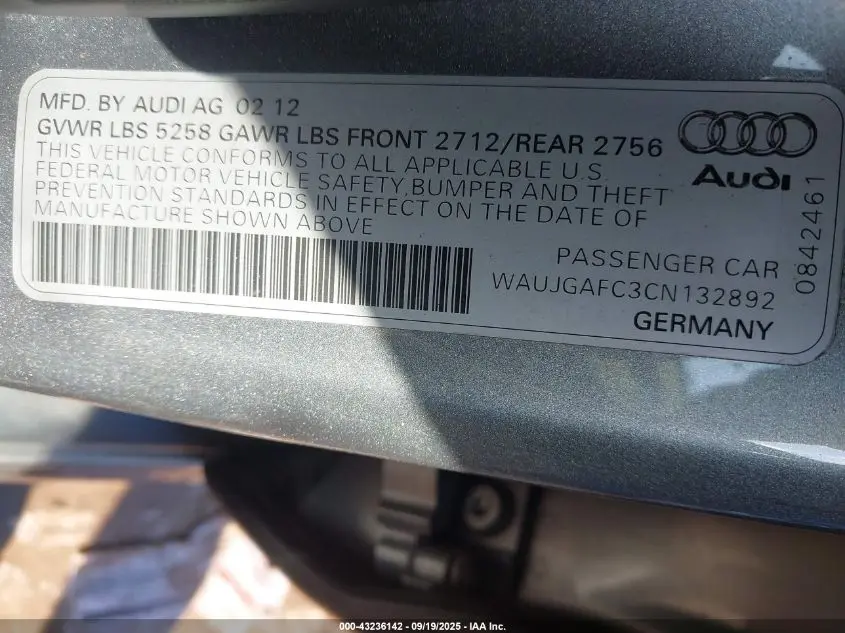 MFD. BY AUDI AG 02 12
GVWR LBS 5258 GAWR LBS FRONT 2712/REAR 2756
THIS VEHICLE CONFORMS TO ALL APPLICABLE U.S.
FEDERAL MOTOR VEHICLE SAFETY,BUMPER AND THEFT
PREVENTION STANDARDS IN EFFECT ON THE DATE OF
MANUFACTURE SHOWN ABOVE
Audi
0842461
PASSENGER CAR
WAUJGAFC3CN132892
GERMANY
000-43236142 - 09/19/2025 - IAA Inc.